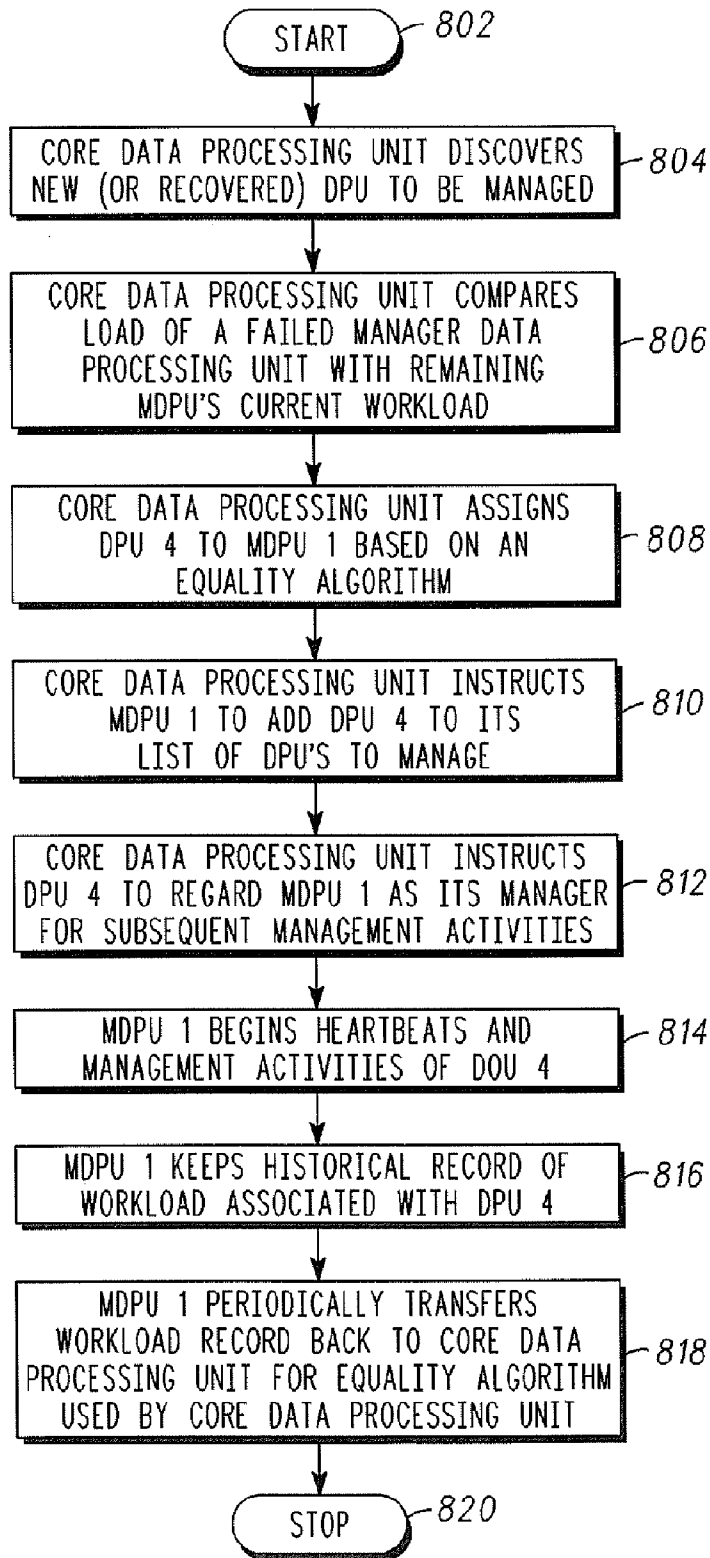 START
802
CORE DATA PROCESSING UNIT DISCOVERS
NEW (OR RECOVERED) DPU TO BE MANAGED
804
CORE DATA PROCESSING UNIT COMPARES
LOAD OF A FAILED MANAGER DATA
PROCESSING UNIT WITH REMAINING
MDPU'S CURRENT WORKLOAD
806
CORE DATA PROCESSING UNIT ASSIGNS
DPU 4 TO MDPU 1 BASED ON AN
EQUALITY ALGORITHM
808
CORE DATA PROCESSING UNIT INSTRUCTS
MDPU 1 TO ADD DPU 4 TO ITS
LIST OF DPU'S TO MANAGE
810
CORE DATA PROCESSING UNIT INSTRUCTS
DPU 4 TO REGARD MDPU 1 AS ITS MANAGER
FOR SUBSEQUENT MANAGEMENT ACTIVITIES
812
MDPU 1 BEGINS HEARTBEATS AND
MANAGEMENT ACTIVITIES OF DOU 4
814
MDPU 1 KEEPS HISTORICAL RECORD OF
WORKLOAD ASSOCIATED WITH DPU 4
816
MDPU 1 PERIODICALLY TRANSFERS
WORKLOAD RECORD BACK TO CORE DATA
PROCESSING UNIT FOR EQUALITY ALGORITHM
USED BY CORE DATA PROCESSING UNIT
818
STOP
820